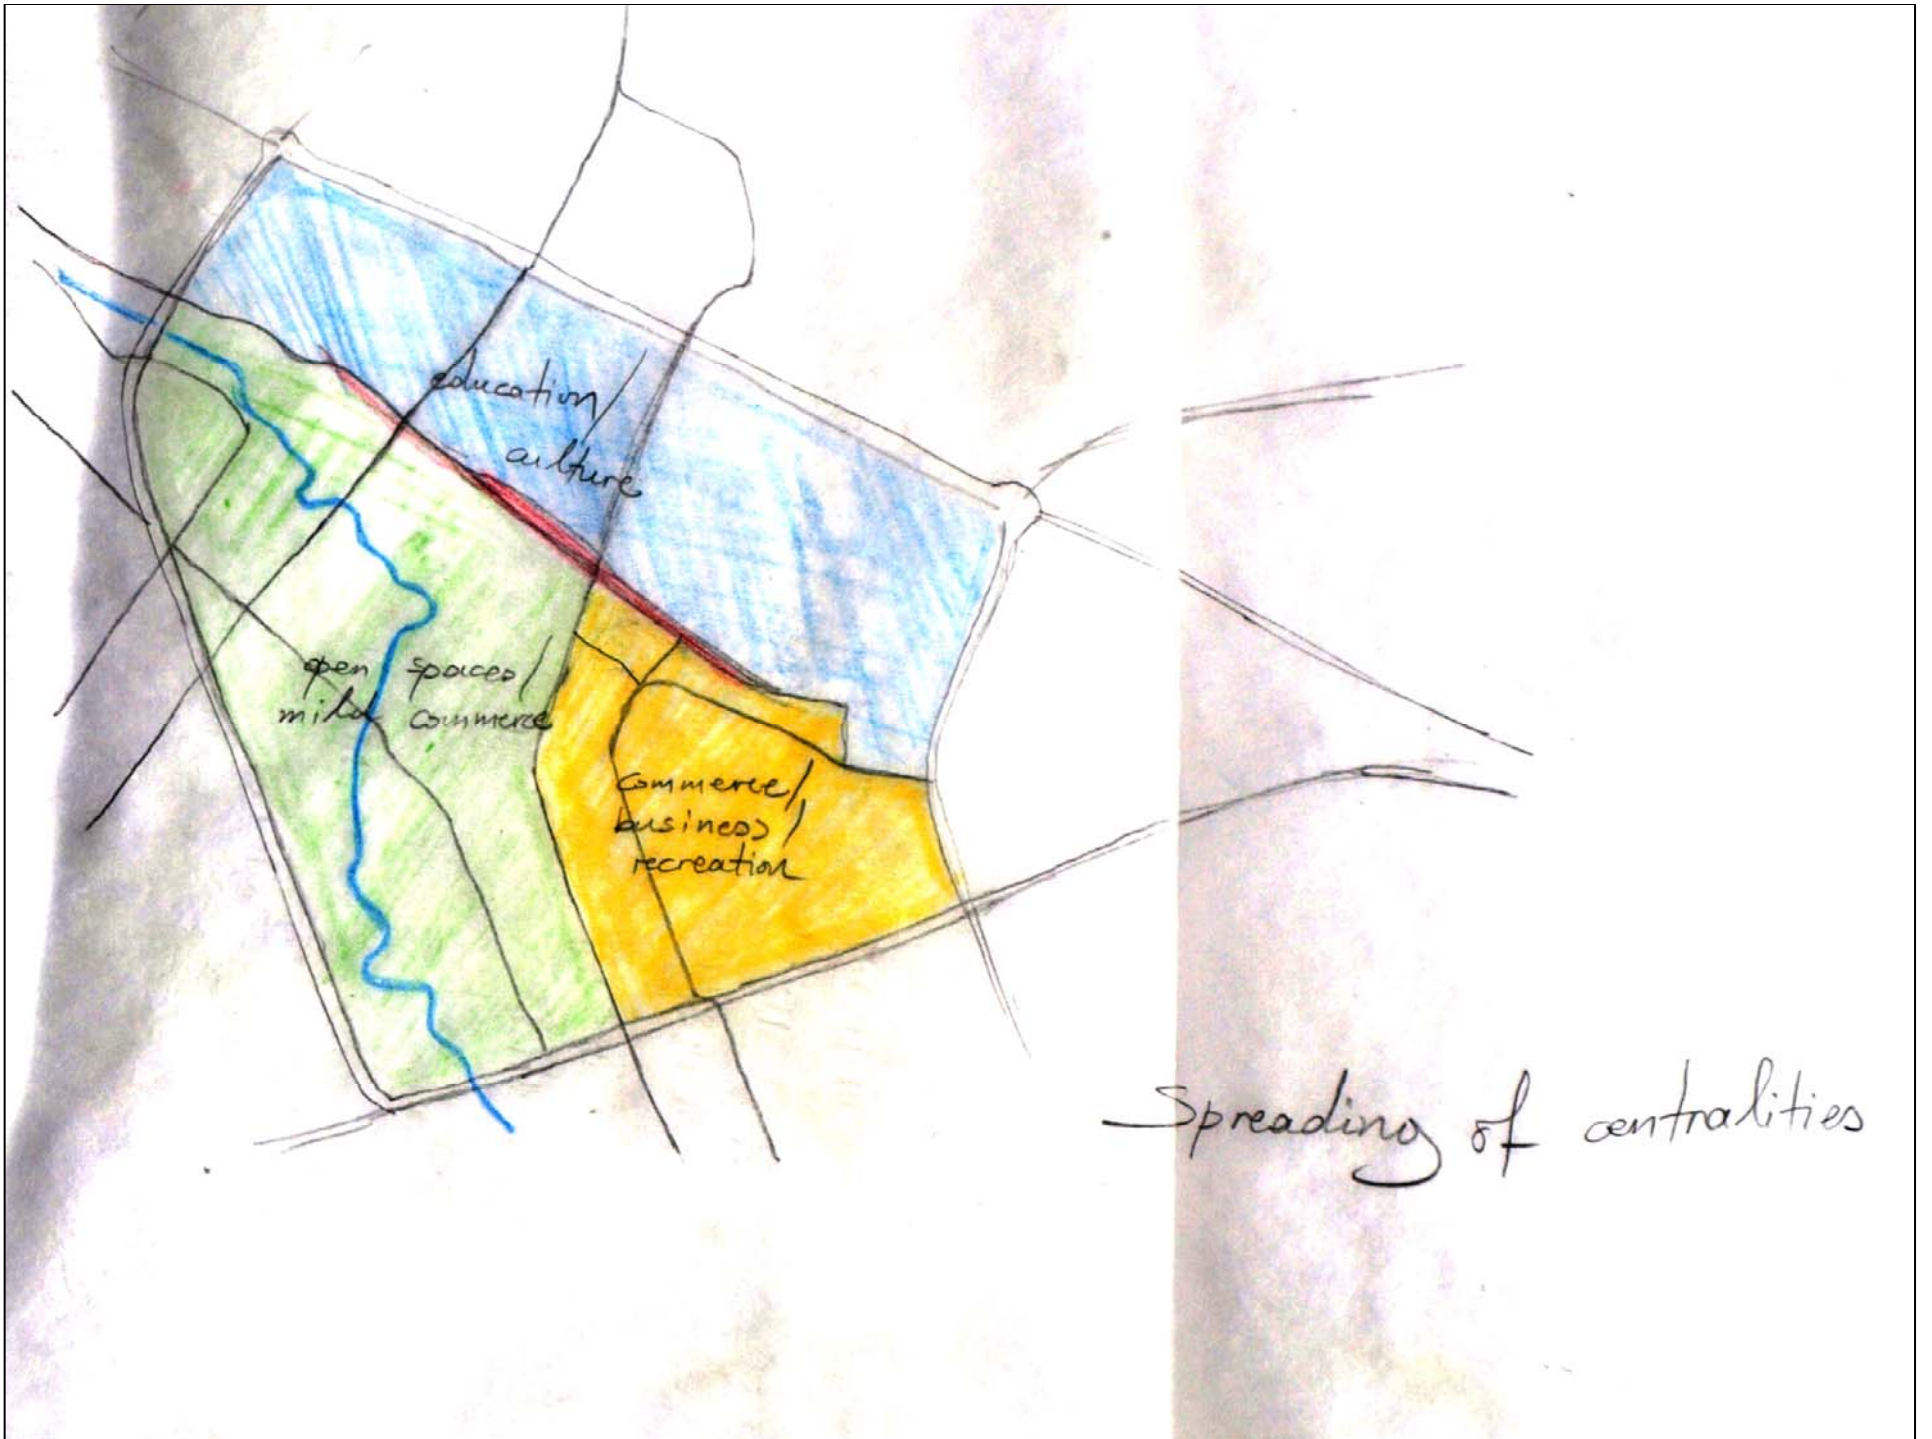 education/
culture
open spaces/
mild commerce
commerce/
business/
recreation
Spreading of centralities